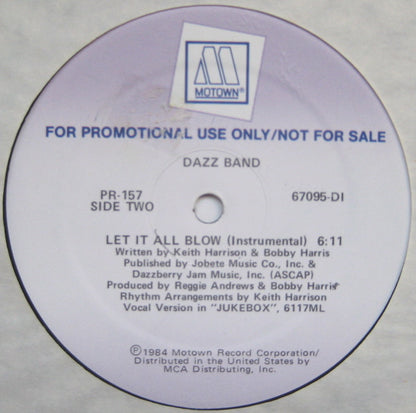 MOTOWN®
FOR PROMOTIONAL USE ONLY/NOT FOR SALE
DAZZ BAND
PR-157 67095-DI
SIDE TWO
LET IT ALL BLOW (Instrumental) 6:11
Written by Keith Harrison & Bobby Harris
Published by Jobete Music Co., Inc. &
Dazzberry Jam Music, Inc. (ASCAP)
Produced by Reggie Andrews & Bobby Harris
Rhythm Arrangements by Keith Harrison
Vocal Version in "JUKEBOX", 6117ML
℗1984 Motown Record Corporation/
Distributed in the United States by
MCA Distributing, Inc.